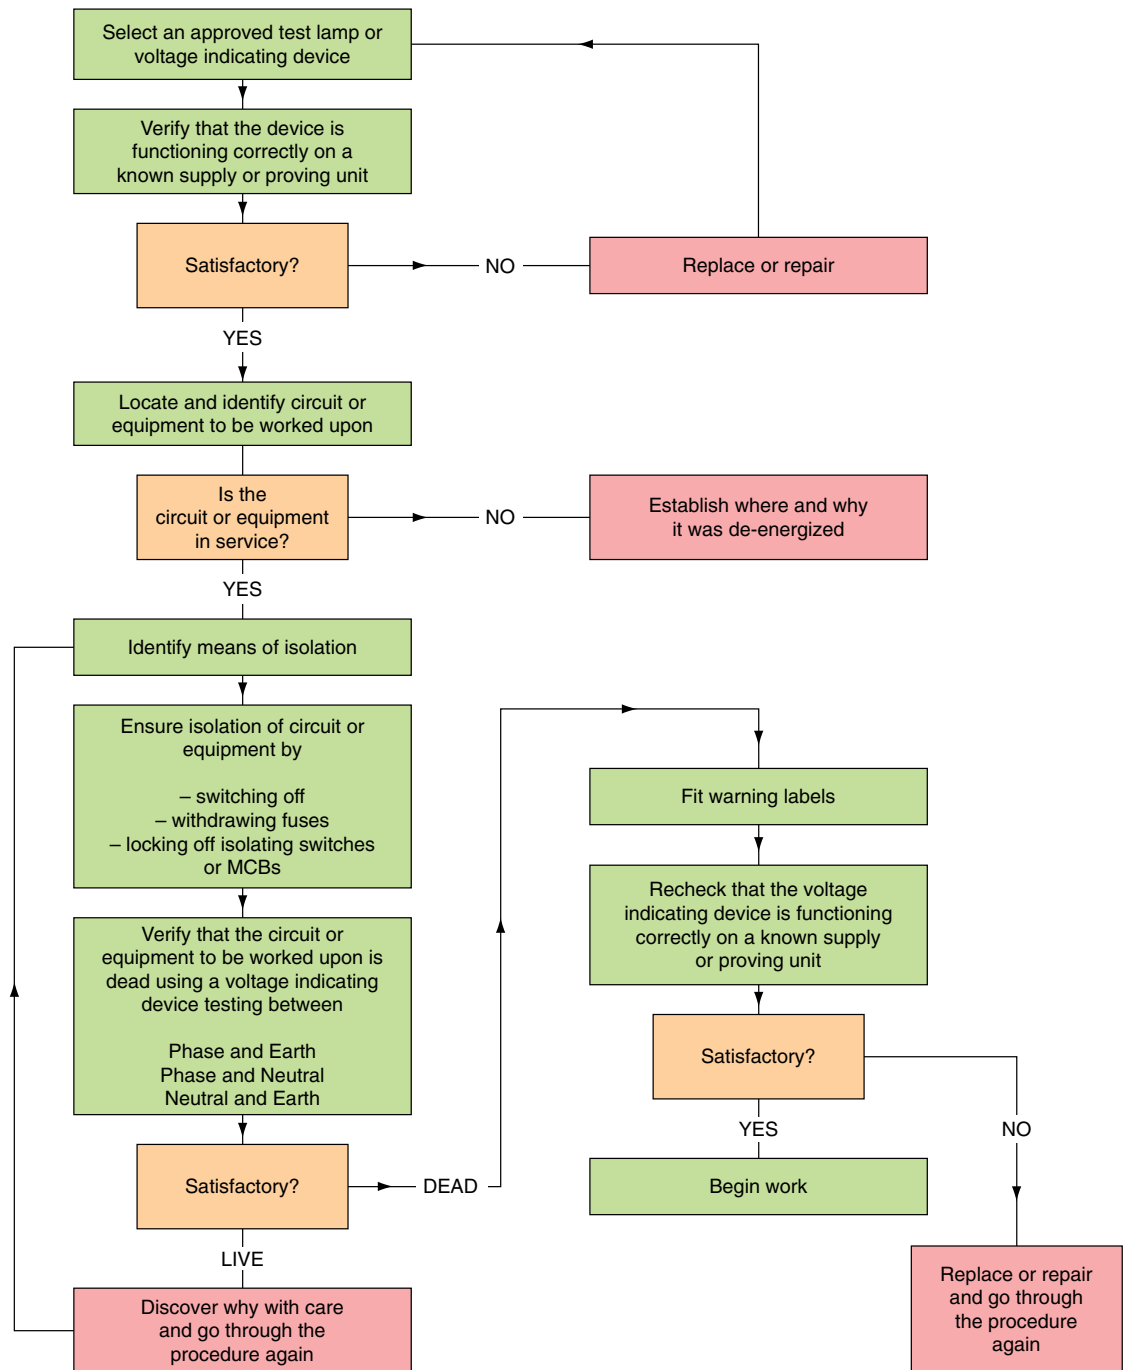 Select an approved test lamp or
voltage indicating device
Verify that the device is
functioning correctly on a
known supply or proving unit
Satisfactory?
NO
Replace or repair
YES
Locate and identify circuit or
equipment to be worked upon
Is the
circuit or equipment
in service?
NO
Establish where and why
it was de-energized
YES
Identify means of isolation
Ensure isolation of circuit or
equipment by
– switching off
– withdrawing fuses
– locking off isolating switches
or MCBs
Verify that the circuit or
equipment to be worked upon is
dead using a voltage indicating
device testing between
Phase and Earth
Phase and Neutral
Neutral and Earth
Satisfactory?
DEAD
LIVE
Discover why with care
and go through the
procedure again
Fit warning labels
Recheck that the voltage
indicating device is functioning
correctly on a known supply
or proving unit
Satisfactory?
YES
NO
Begin work
Replace or repair
and go through
the procedure
again